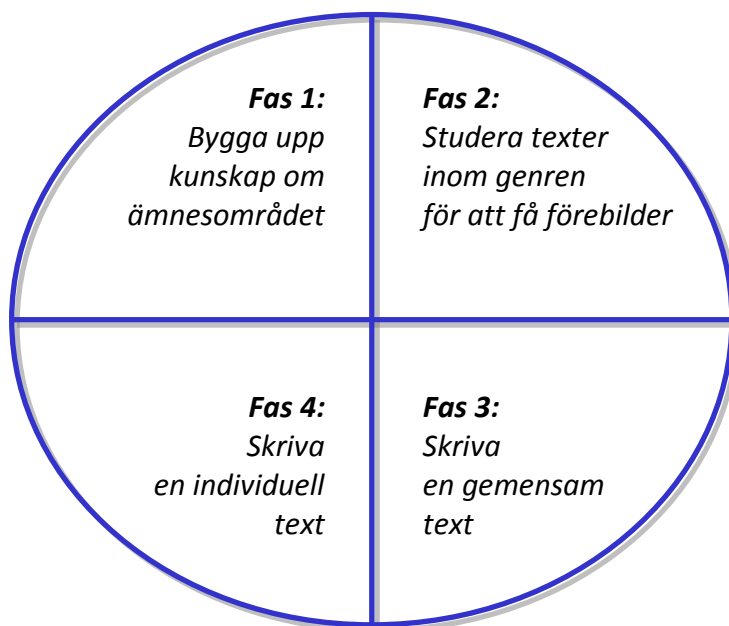 Fas 1:
Bygga upp
kunskap om
ämnesområdet
Fas 2:
Studera texter
inom genren
för att få förebilder
Fas 4:
Skriva
en individuell
text
Fas 3:
Skriva
en gemensam
text